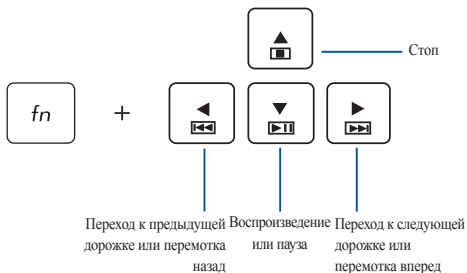 Стоп
fn +
Переход к предыдущей
дорожке или перемотка
назад
Воспроизведение
или пауза
Переход к следующей
дорожке или
перемотка вперед